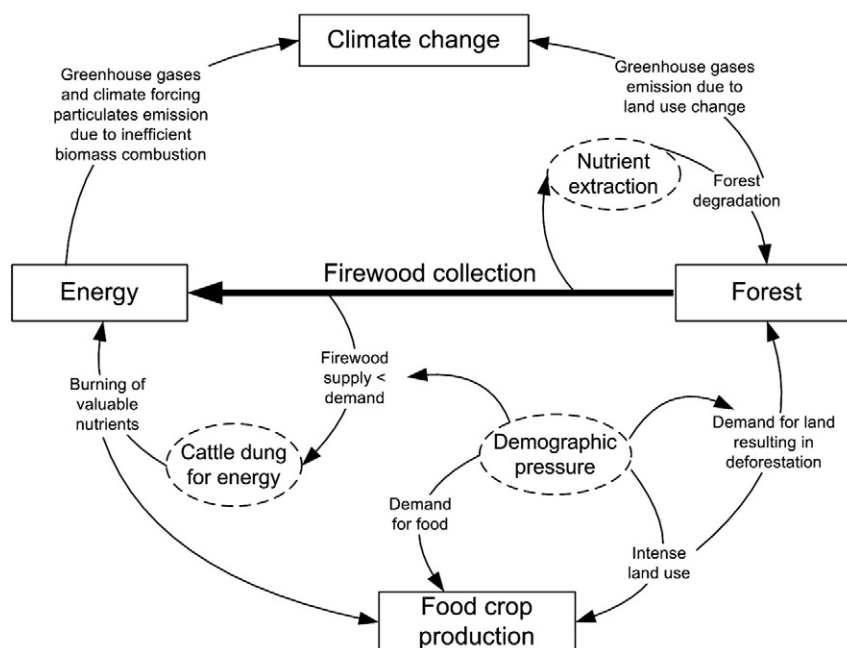 Climate change
Greenhouse gases
and climate forcing
particulates emission
due to inefficient
biomass combustion
Greenhouse gases
emission due to
land use change
Nutrient
extraction
Forest
degradation
Firewood collection
Energy
Forest
Firewood
supply <
demand
Burning of
valuable
nutrients
Cattle dung
for energy
Demographic
pressure
Demand for land
resulting in
deforestation
Demand
for food
Intense
land use
Food crop
production